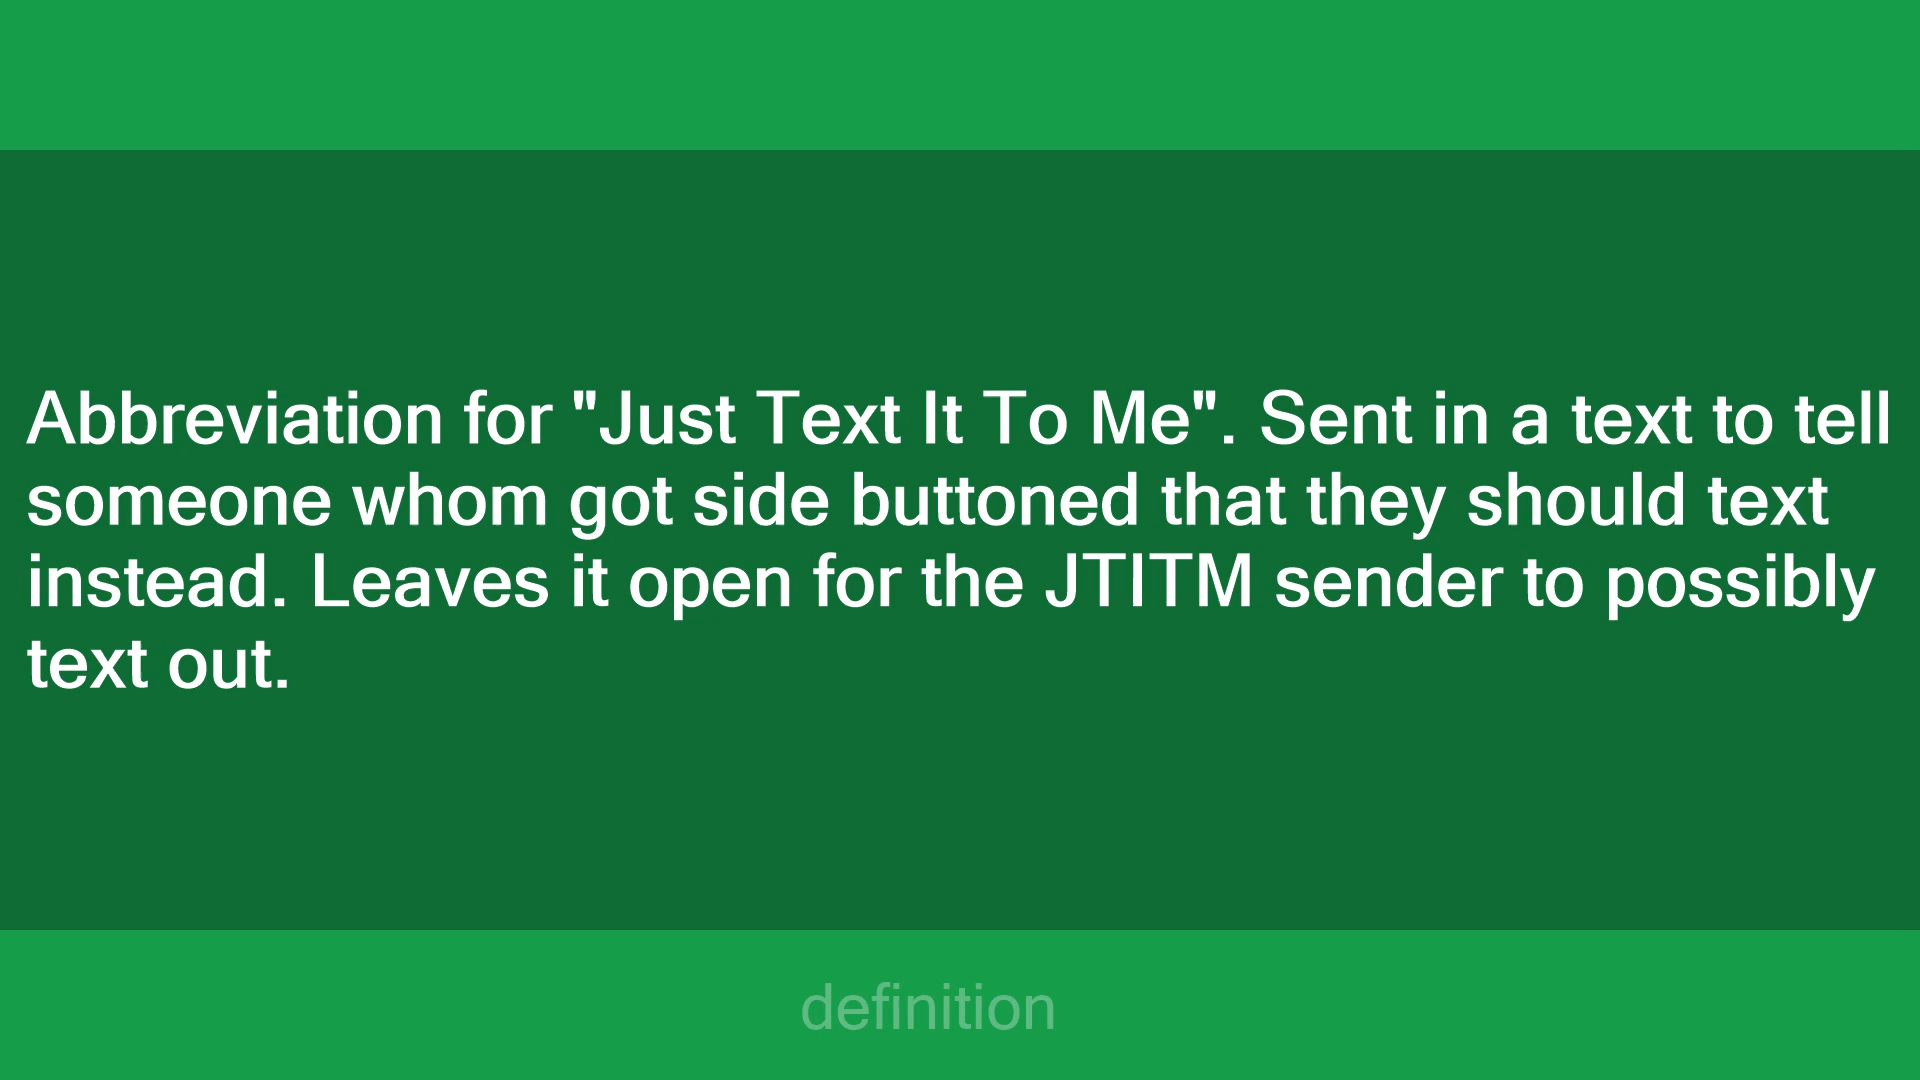 Abbreviation for "Just Text It To Me". Sent in a text to tell
someone whom got side buttoned that they should text
instead. Leaves it open for the JTITM sender to possibly
text out.
definition